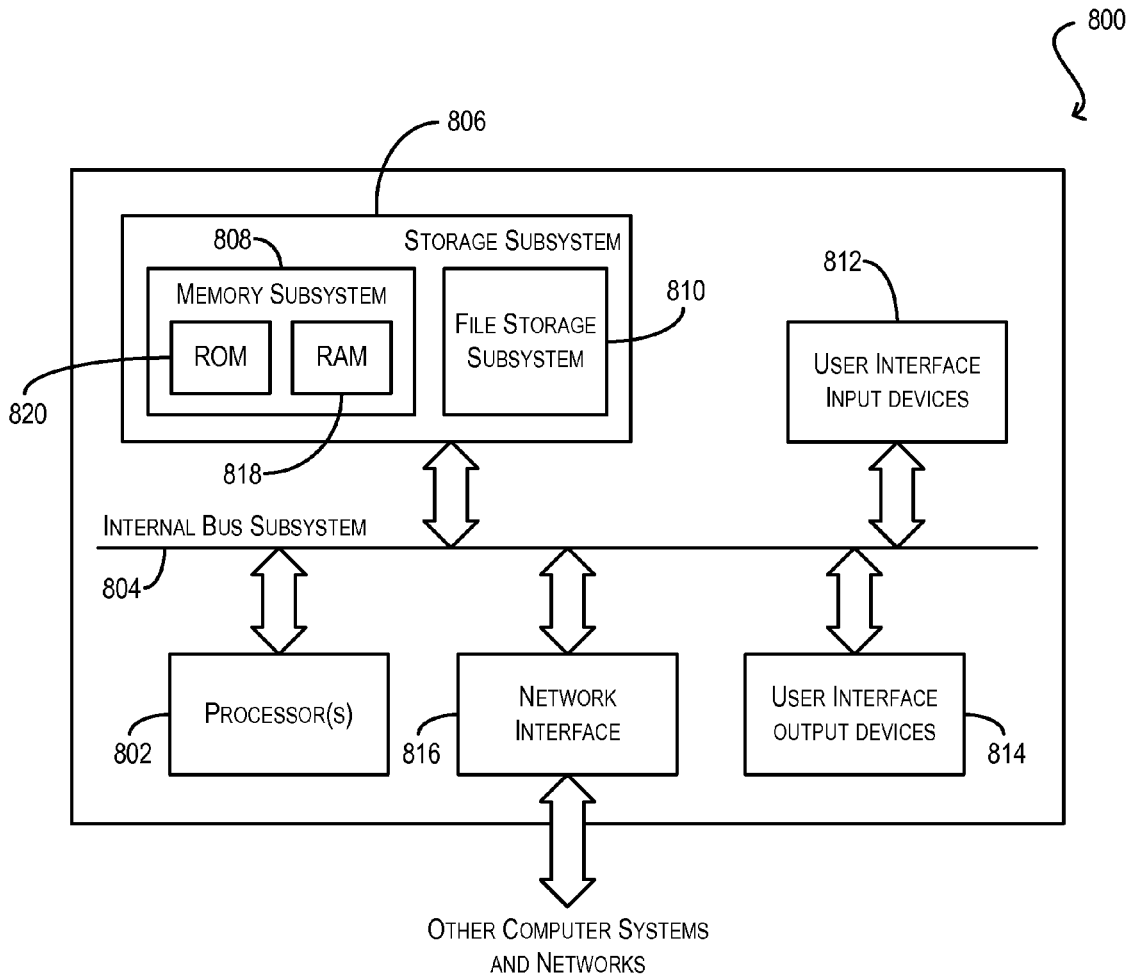 800
806
808
STORAGE SUBSYSTEM
MEMORY SUBSYSTEM
ROM
RAM
FILE STORAGE
SUBSYSTEM
810
812
USER INTERFACE
INPUT DEVICES
820
818
INTERNAL BUS SUBSYSTEM
804
PROCESSOR(S)
802
NETWORK
INTERFACE
816
USER INTERFACE
OUTPUT DEVICES
814
OTHER COMPUTER SYSTEMS
AND NETWORKS